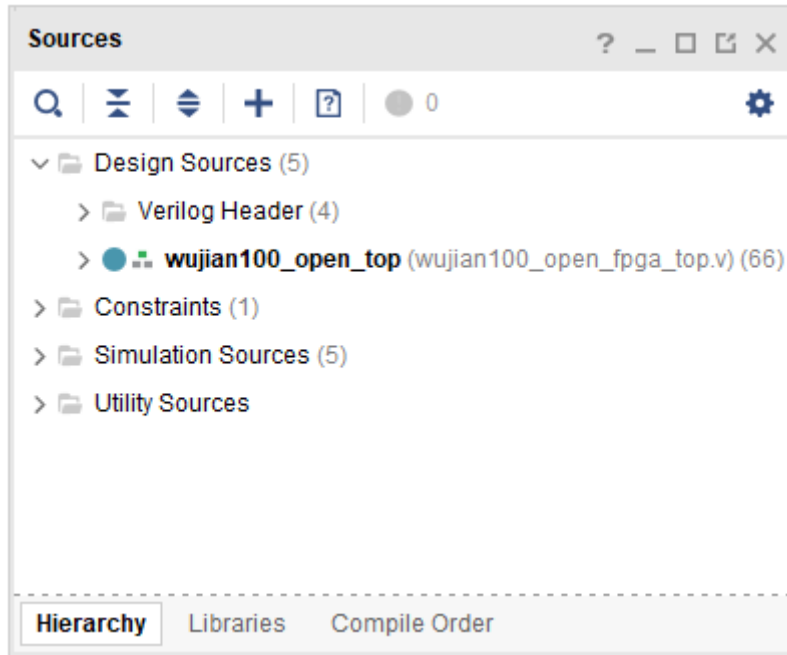 Sources
0
Design Sources (5)
Verilog Header (4)
wujian100_open_top (wujian100_open_fpga_top.v) (66)
Constraints (1)
Simulation Sources (5)
Utility Sources
Hierarchy Libraries Compile Order